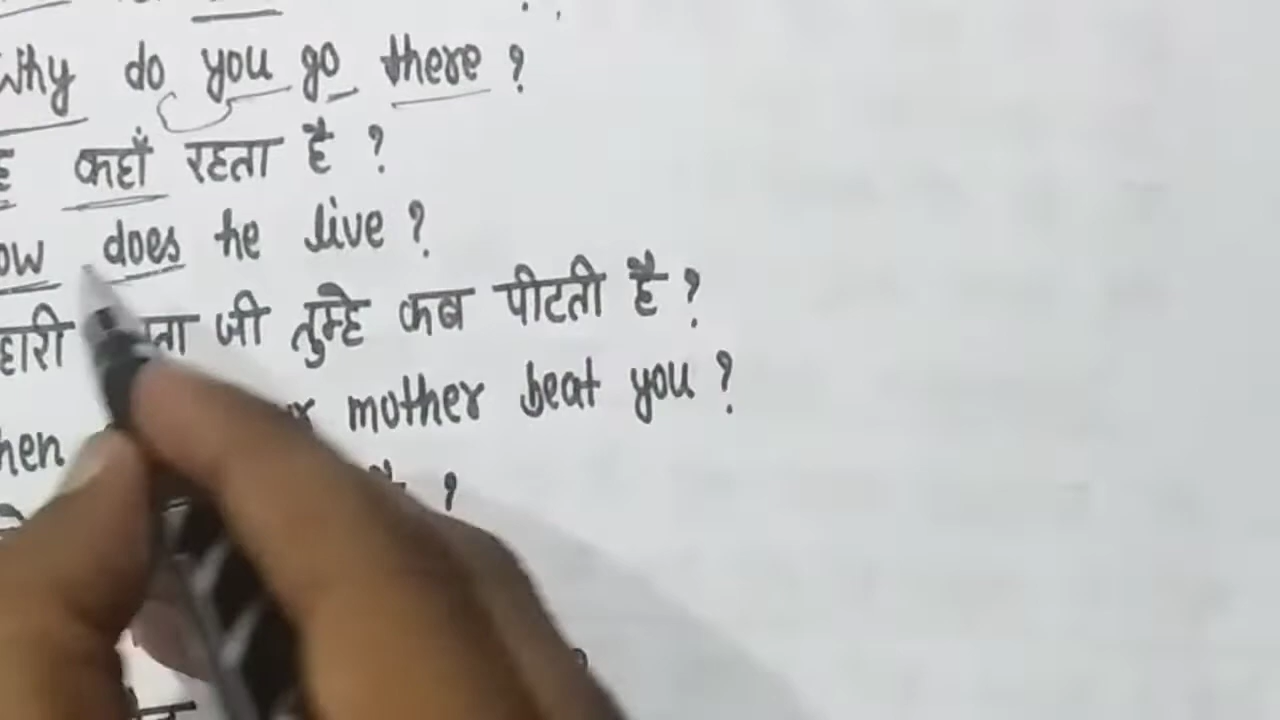 Why do you go there ?
कहाँ रहता है ?
ow does he live ?
हारी जी तुम्हे कब पीटती है ?
hen mother beat you ?
?